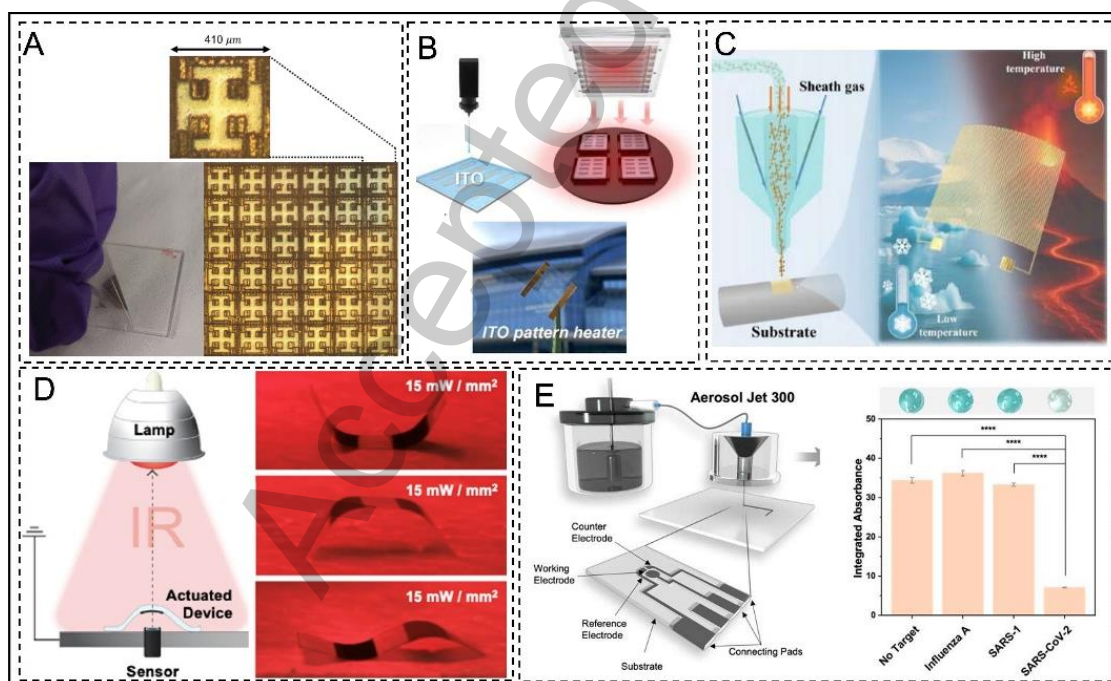 A
410 μm
B
ITO
ITO pattern heater
C
Sheath gas
Substrate
High
temperature
Low
temperature
D
Lamp
IR
Actuated
Device
Sensor
15 mW / mm²
15 mW / mm²
15 mW / mm²
E
Aerosol Jet 300
Counter
Electrode
Working
Electrode
Reference
Electrode
Substrate
Connecting Pads
Integrated Absorbance
50
40
30
20
10
0
****
****
****
No Target
Influenza A
SARS-1
SARS-CoV-2
Accepted